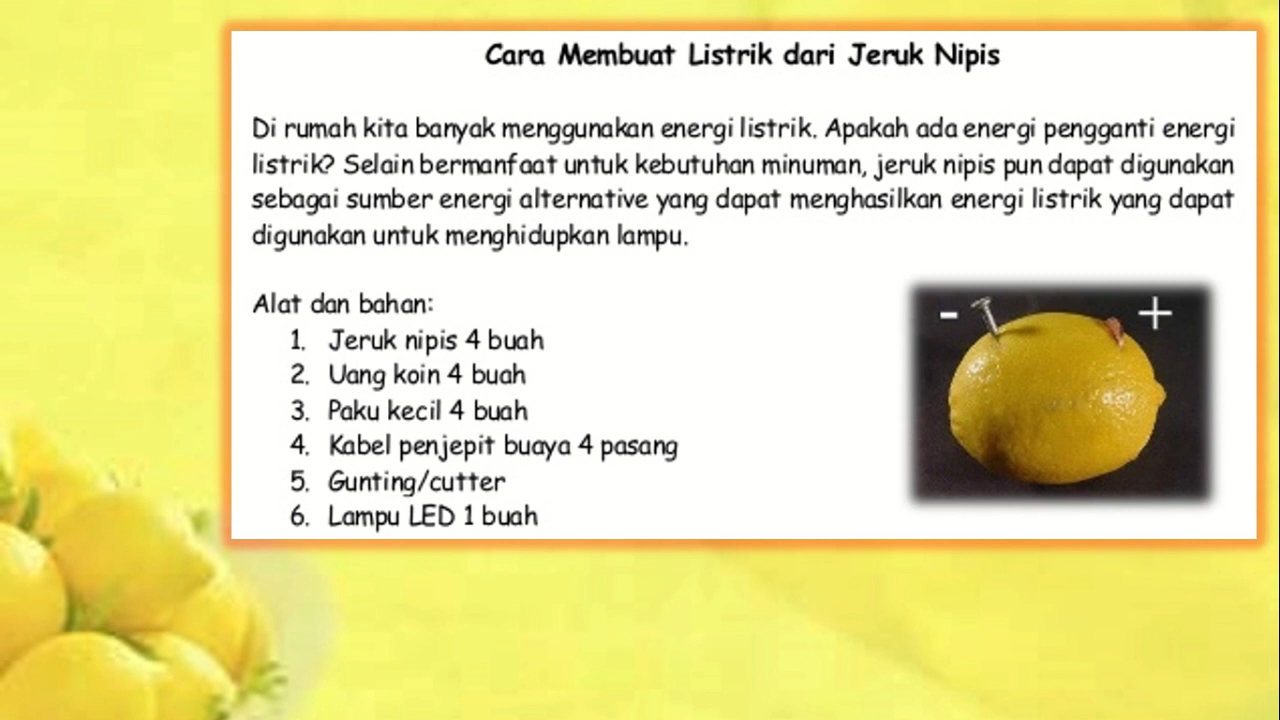 Cara Membuat Listrik dari Jeruk Nipis
Di rumah kita banyak menggunakan energi listrik. Apakah ada energi pengganti energi
listrik? Selain bermanfaat untuk kebutuhan minuman, jeruk nipis pun dapat digunakan
sebagai sumber energi alternative yang dapat menghasilkan energi listrik yang dapat
digunakan untuk menghidupkan lampu.
Alat dan bahan:
1. Jeruk nipis 4 buah
2. Uang koin 4 buah
3. Paku kecil 4 buah
4. Kabel penjepit buaya 4 pasang
5. Gunting/cutter
6. Lampu LED 1 buah
- +